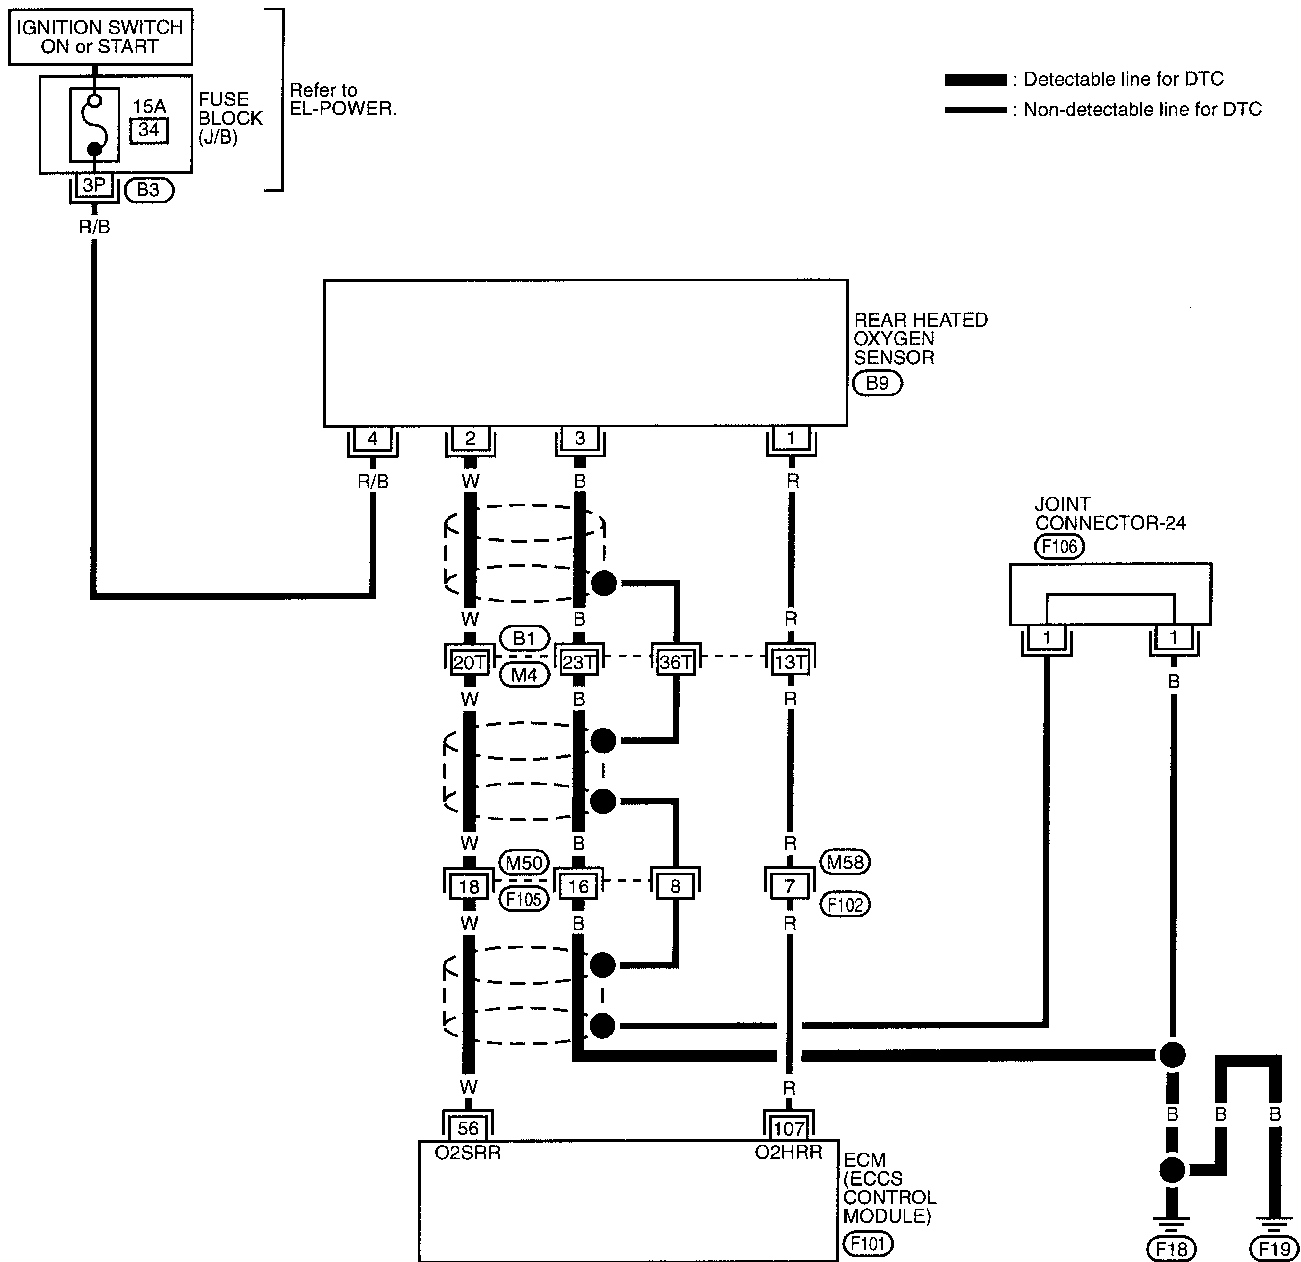 IGNITION SWITCH
ON or START
15A
34
FUSE
BLOCK
(J/B)
Refer to
EL-POWER.
3P
B3
R/B
: Detectable line for DTC
: Non-detectable line for DTC
REAR HEATED
OXYGEN
SENSOR
B9
4
2
3
1
R/B
W
B
R
JOINT
CONNECTOR-24
F106
1
1
B
W
B
R
20T
B1
M4
23T
36T
13T
W
B
R
W
B
R
18
M50
F105
16
8
7
M58
F102
W
B
R
W
R
B
B
B
56
107
O2SRR
O2HRR
ECM
(ECCS
CONTROL
MODULE)
F101
F18
F19